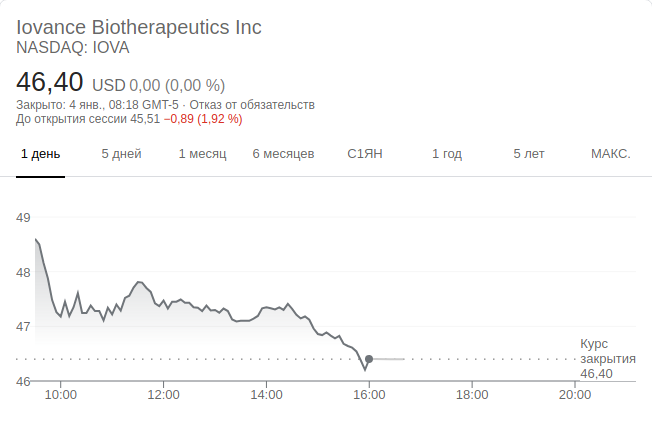 Iovance Biotherapeutics Inc
NASDAQ: IOVA
46,40 USD 0,00 (0,00 %)
Закрыто: 4 янв., 08:18 GMT-5 · Отказ от обязательств
До открытия сессии 45,51 −0,89 (1,92 %)
1 день 5 дней 1 месяц 6 месяцев С1ЯН 1 год 5 лет МАКС.
49
48
47
Курс
закрытия
46,40
46
10:00 12:00 14:00 16:00 18:00 20:00